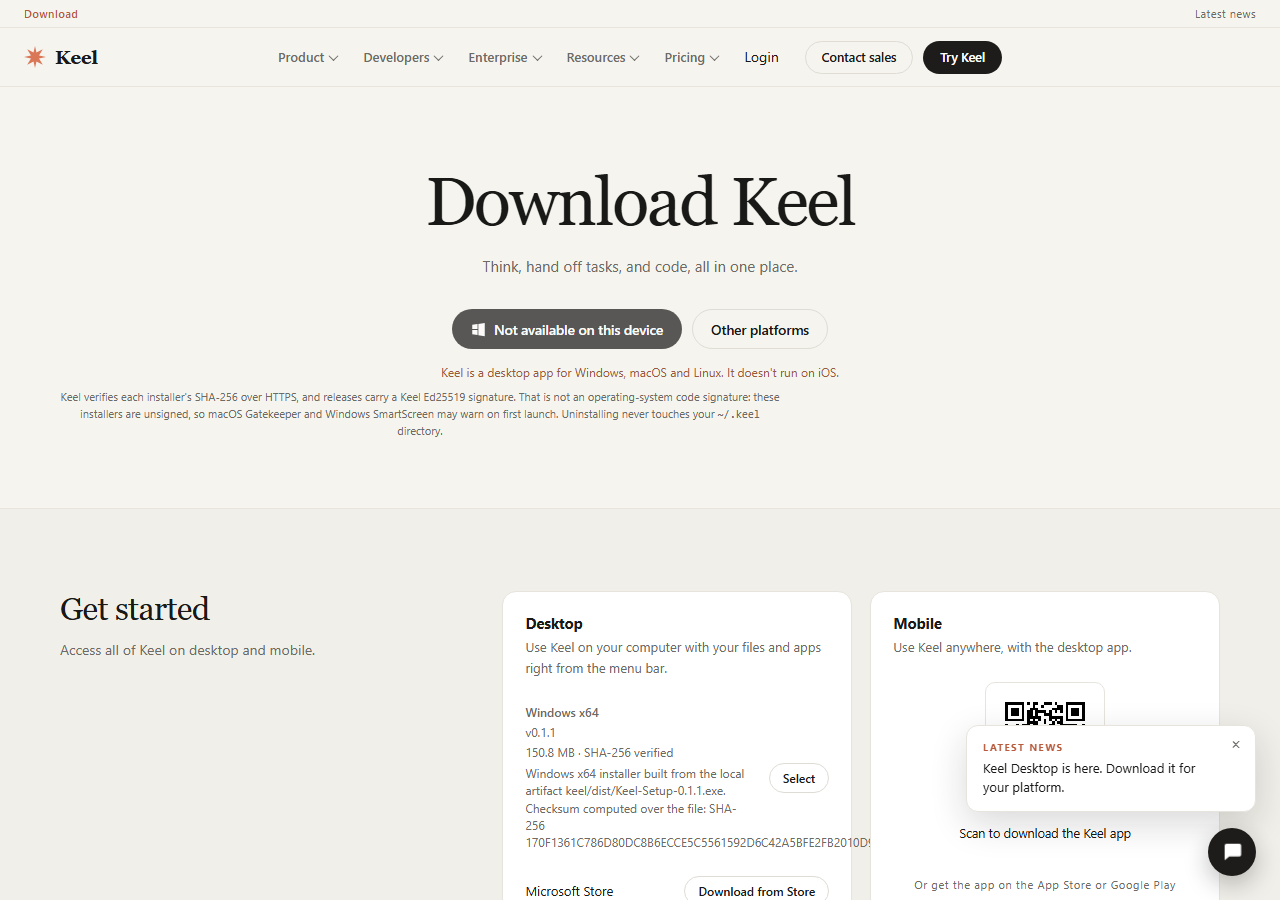 Download
Latest news
Keel
Product
Developers
Enterprise
Resources
Pricing
Login
Contact sales
Try Keel
Download Keel
Think, hand off tasks, and code, all in one place.
Not available on this device
Other platforms
Keel is a desktop app for Windows, macOS and Linux. It doesn't run on iOS.
Keel verifies each installer's SHA-256 over HTTPS, and releases carry a Keel Ed25519 signature. That is not an operating-system code signature: these
installers are unsigned, so macOS Gatekeeper and Windows SmartScreen may warn on first launch. Uninstalling never touches your ~/.keel
directory.
Get started
Access all of Keel on desktop and mobile.
Desktop
Use Keel on your computer with your files and apps
right from the menu bar.
Windows x64
v0.1.1
150.8 MB · SHA-256 verified
Windows x64 installer built from the local
artifact keel/dist/Keel-Setup-0.1.1.exe.
Checksum computed over the file: SHA-
256
170F1361C786D80DC8B6ECCE5C5561592D6C42A5BFE2FB2010D9
Select
Microsoft Store
Download from Store
Mobile
Use Keel anywhere, with the desktop app.
LATEST NEWS
×
Keel Desktop is here. Download it for
your platform.
Scan to download the Keel app
Or get the app on the App Store or Google Play